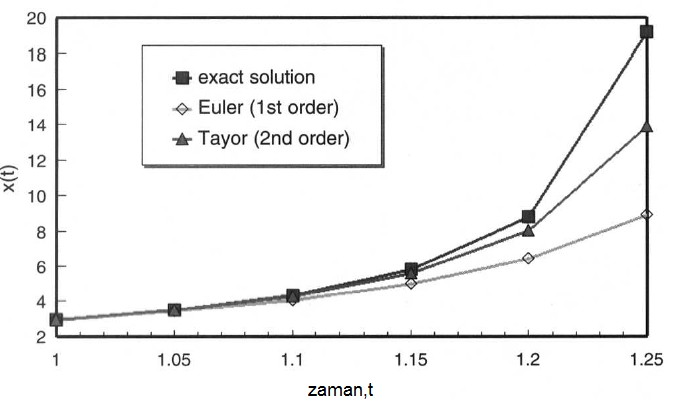 20
18
16
14
12
10
8
6
4
2
x(t)
exact solution
Euler (1st order)
Tayor (2nd order)
1 1.05 1.1 1.15 1.2 1.25
zaman,t